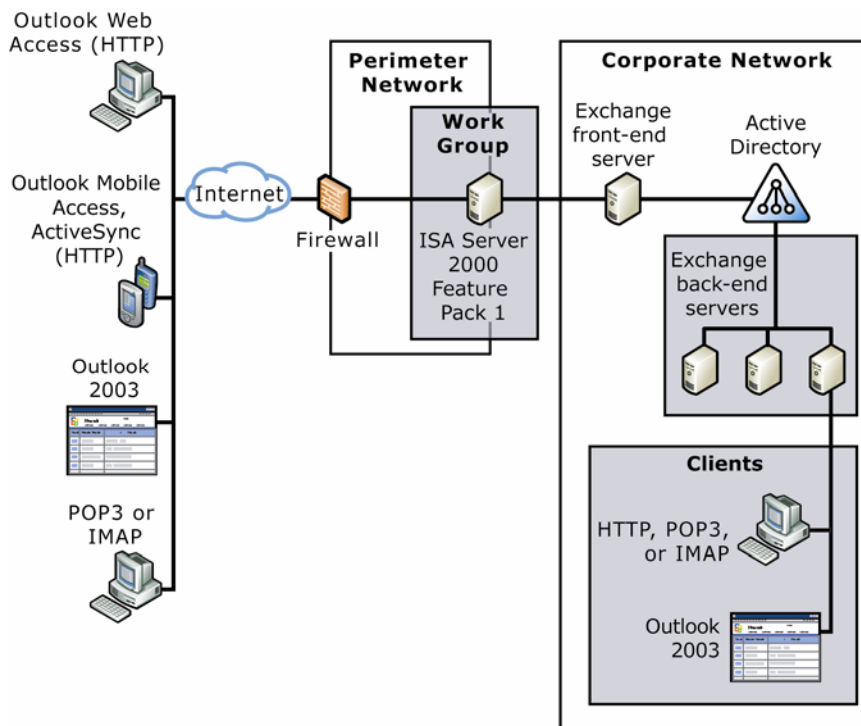 Outlook Web
Access (HTTP)
Outlook Mobile
Access,
ActiveSync
(HTTP)
Outlook
2003
POP3 or
IMAP
Internet
Firewall
Perimeter
Network
Work
Group
ISA Server
2000
Feature
Pack 1
Corporate Network
Exchange
front-end
server
Active
Directory
Exchange
back-end
servers
Clients
HTTP, POP3,
or IMAP
Outlook
2003